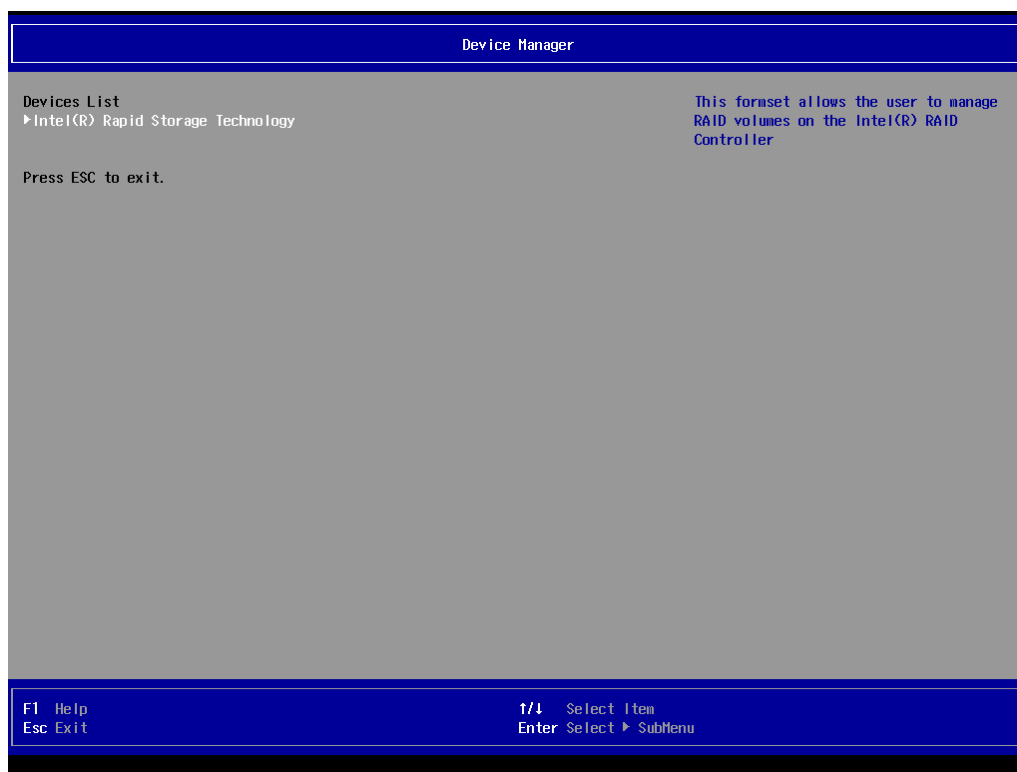 Device Manager
Devices List
▶Intel(R) Rapid Storage Technology
This formset allows the user to manage
RAID volumes on the Intel(R) RAID
Controller
Press ESC to exit.
F1 Help
↑/↓ Select Item
Esc Exit
Enter Select ▶ SubMenu